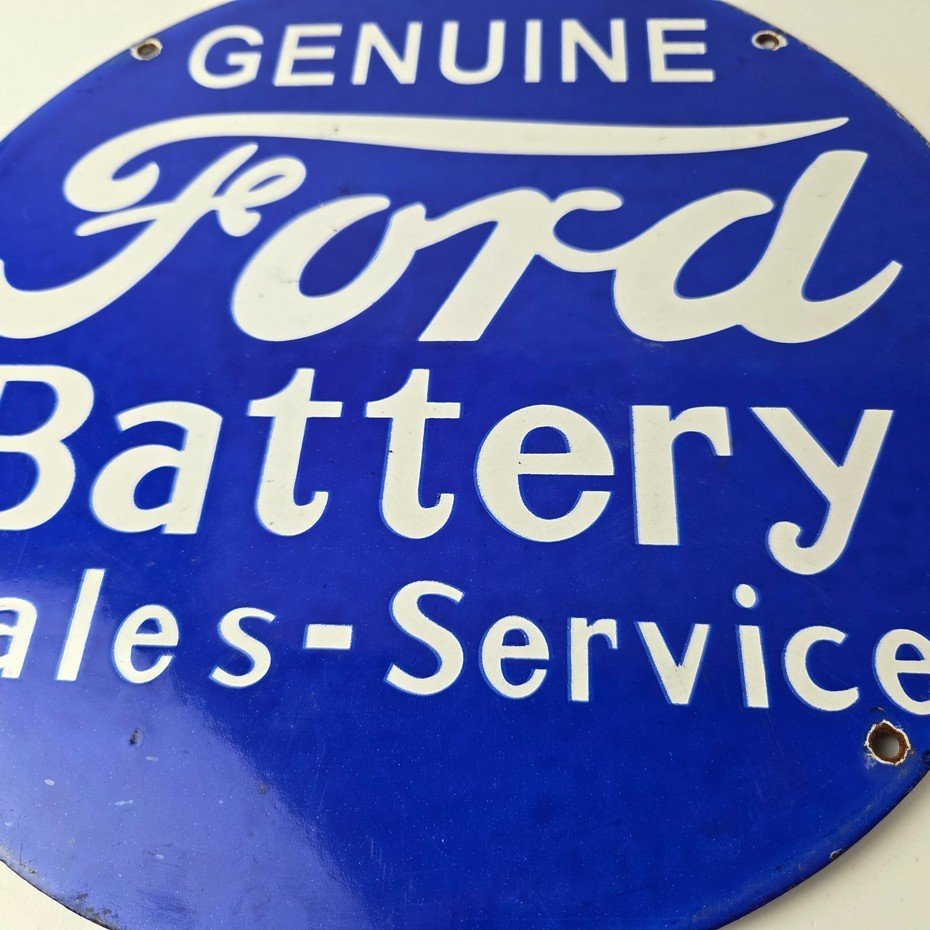 GENUINE
Ford
Battery
ales-Service